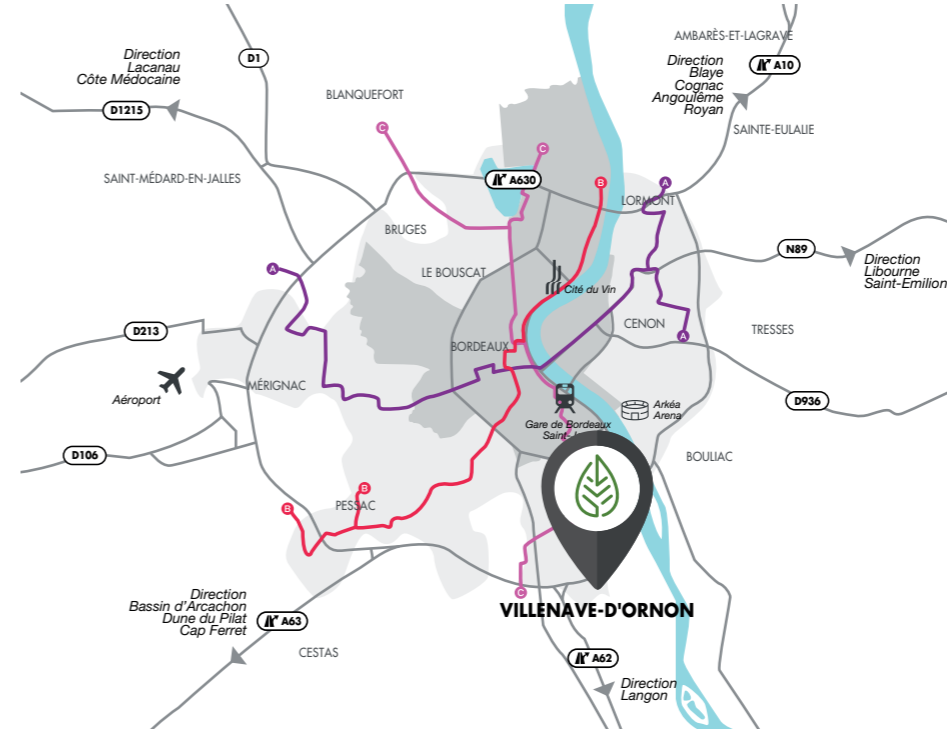 AMBARÈS-ET-LAGRAVE
D1
Direction
Lacanau
Côte Médocaine
Direction
Blaye
Cognac
Angoulême
Royan
A10
BLANQUEFORT
D1215
C
SAINTE-EULALIE
C
SAINT-MÉDARD-EN-JALLES
A630
B
A
LORMONT
BRUGES
N89
Direction
Libourne
Saint-Emilion
A
LE BOUSCAT
Cité du Vin
D213
CENON
TRESSES
A
BORDEAUX
MÉRIGNAC
Aéroport
D936
Arkéa
Arena
Gare de Bordeaux
D106
BOULIAC
B
PESSAC
B
C
VILLENAVE-D'ORNON
Direction
Bassin d'Arcachon
Dune du Pilat
Cap Ferret
A63
CESTAS
A62
Direction
Langon